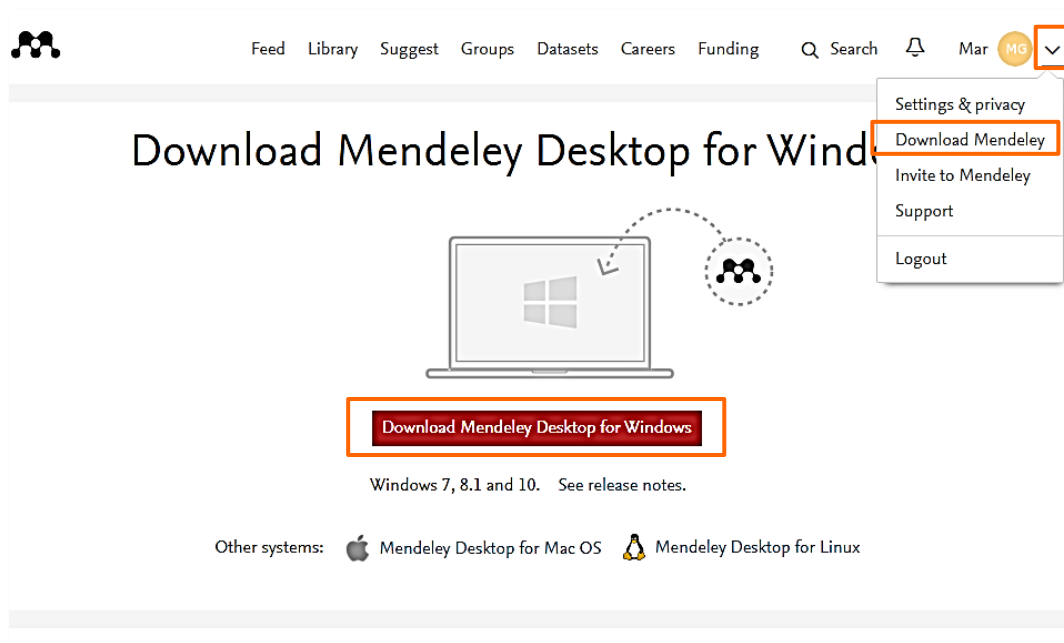 Feed Library Suggest Groups Datasets Careers Funding Search Mar MG
Settings & privacy
Download Mendeley
Invite to Mendeley
Support
Logout
Download Mendeley Desktop for Wind
Download Mendeley Desktop for Windows
Windows 7, 8.1 and 10. See release notes.
Other systems: Mendeley Desktop for Mac OS Mendeley Desktop for Linux